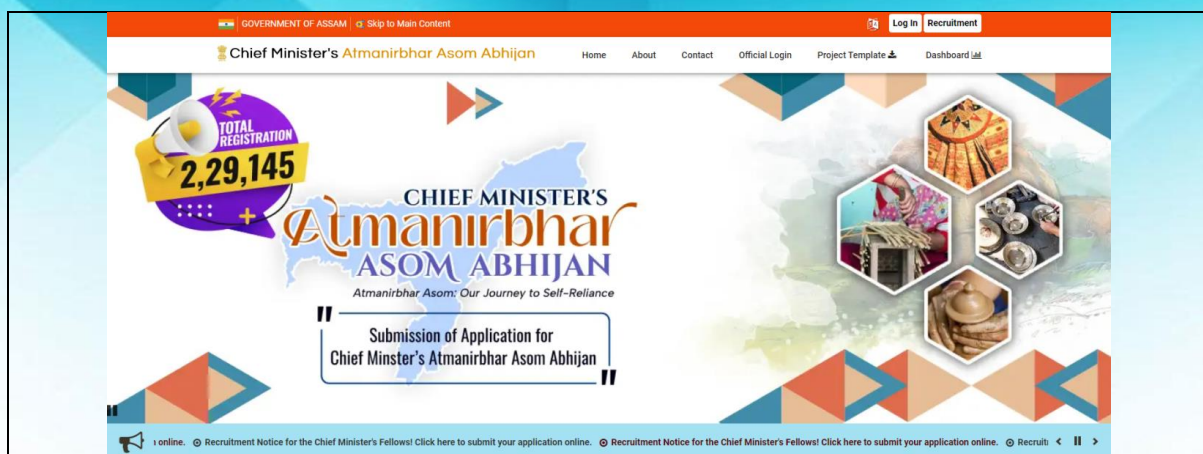 GOVERNMENT OF ASSAM Skip to Main Content Log In Recruitment
Chief Minister's Atmanirbhar Asom Abhijan Home About Contact Official Login Project Template Dashboard
TOTAL
REGISTRATION
2,29,145
CHIEF MINISTER'S
Atmanirbhar
ASOM ABHIJAN
Atmanirbhar Asom: Our Journey to Self-Reliance
"
Submission of Application for
Chief Minster's Atmanirbhar Asom Abhijan
"
online. Recruitment Notice for the Chief Minister's Fellows! Click here to submit your application online. Recruitment Notice for the Chief Minister's Fellows! Click here to submit your application online.